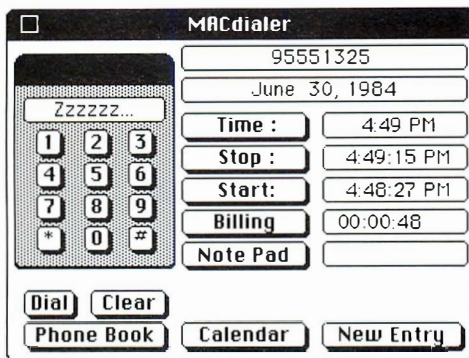 MACdialer
95551325
June 30, 1984
Zzzzzz...
1 2 3
4 5 6
7 8 9
* 0 #
Time : 4:49 PM
Stop : 4:49:15 PM
Start: 4:48:27 PM
Billing 00:00:48
Note Pad
Dial Clear
Phone Book Calendar New Entry